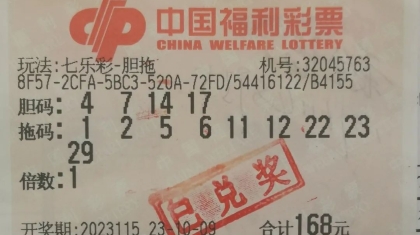 中国福利彩票
CHINA WELFARE LOTTERY
玩法:七乐彩-胆拖 机号:32045763
8F57-2CFA-5BC3-520A-72FD/54416122/B4155
胆码: 4 7 14 17
拖码: 1 2 5 6 11 12 22 23
29
倍数:1
已兑奖
开奖期:2023115 23-10-09 合计168元